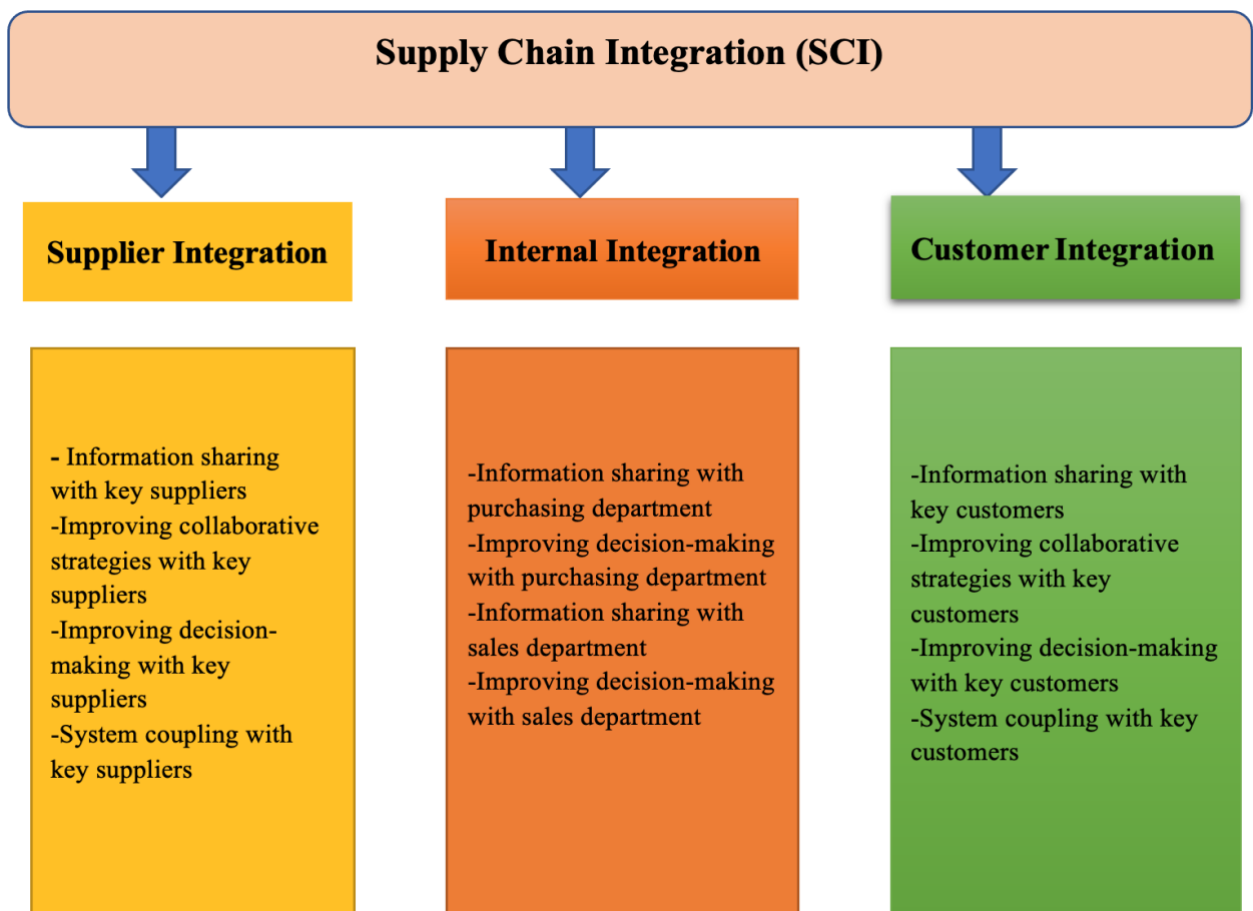 Supply Chain Integration (SCI)
Supplier Integration
- Information sharing
with key suppliers
-Improving collaborative
strategies with key
suppliers
-Improving decision-
making with key
suppliers
-System coupling with
key suppliers
Internal Integration
-Information sharing with
purchasing department
-Improving decision-making
with purchasing department
-Information sharing with
sales department
-Improving decision-making
with sales department
Customer Integration
-Information sharing with
key customers
-Improving collaborative
strategies with key
customers
-Improving decision-making
with key customers
-System coupling with key
customers